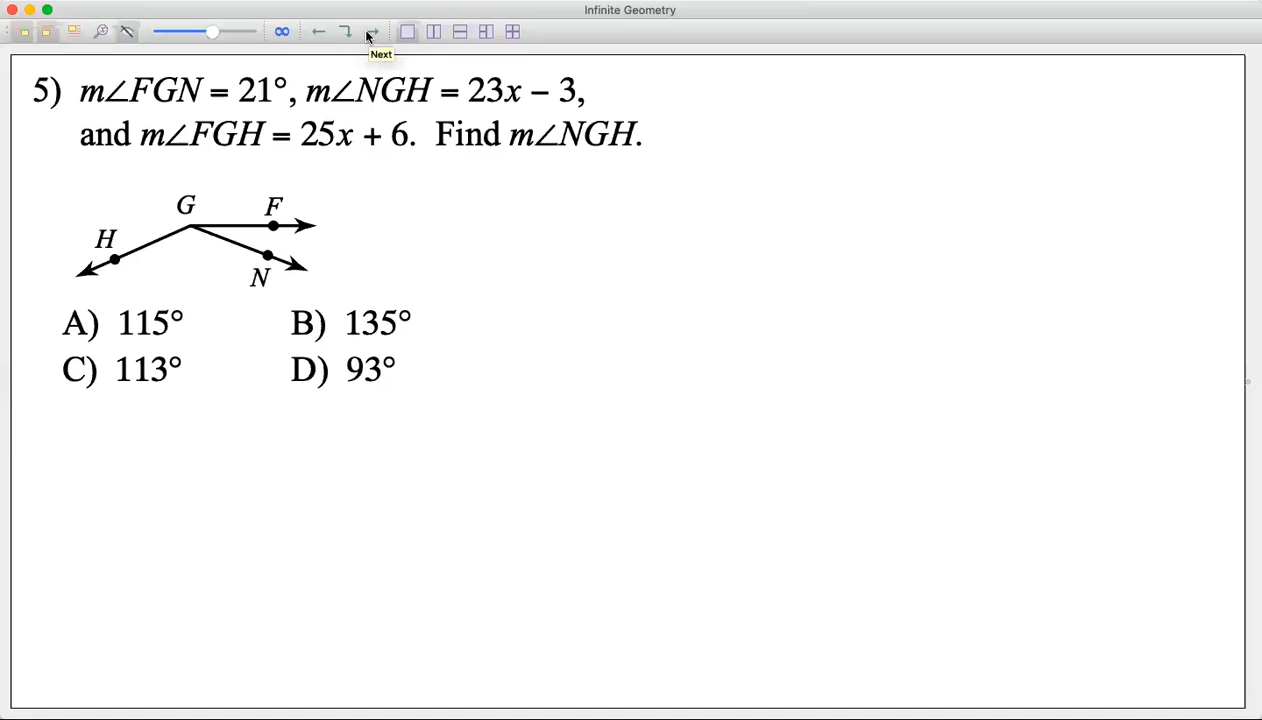 Infinite Geometry
Next
5) m∠FGN = 21°, m∠NGH = 23x − 3,
and m∠FGH = 25x + 6. Find m∠NGH.
G
F
H
N
A) 115° B) 135°
C) 113° D) 93°